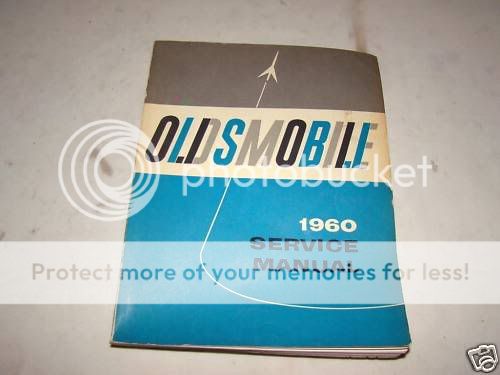 OLDSMOBILE
photobucket
1960
SERVICE
MANUAL
Protect more of your memories for less!